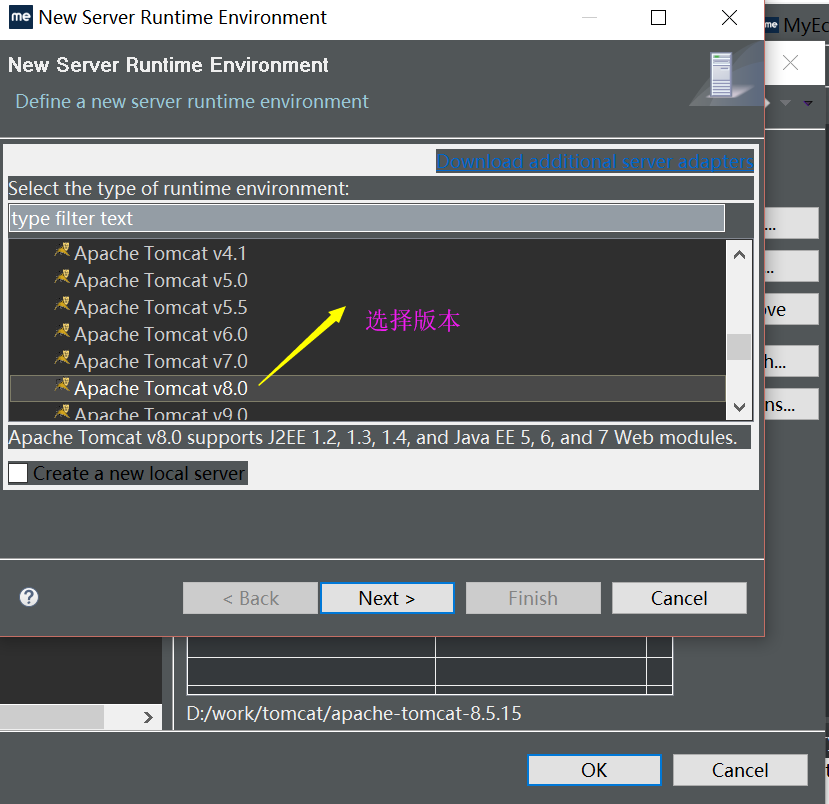 me New Server Runtime Environment
me MyEc
New Server Runtime Environment
Define a new server runtime environment
Download additional server adapters
Select the type of runtime environment:
type filter text
...
Apache Tomcat v4.1
Apache Tomcat v5.0
..
Apache Tomcat v5.5
ove
选择版本
Apache Tomcat v6.0
Apache Tomcat v7.0
h...
Apache Tomcat v8.0
ns...
Apache Tomcat v9.0
Apache Tomcat v8.0 supports J2EE 1.2, 1.3, 1.4, and Java EE 5, 6, and 7 Web modules.
Create a new local server
? < Back Next > Finish Cancel
D:/work/tomcat/apache-tomcat-8.5.15
OK Cancel